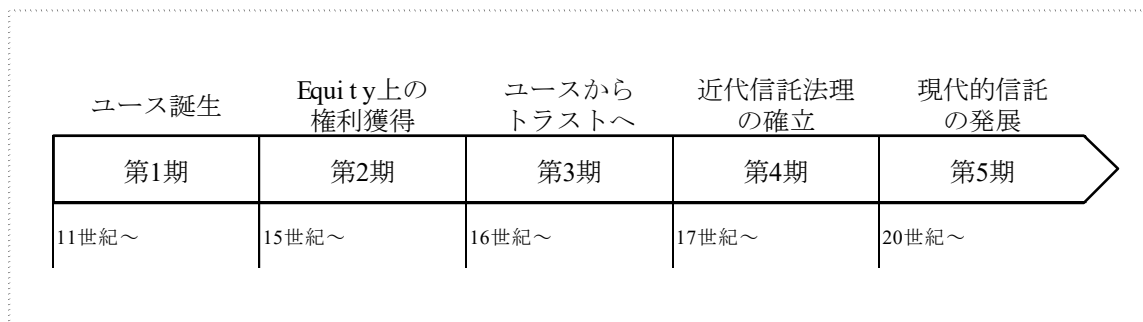 ユース誕生
Equity上の
権利獲得
ユースから
トラストへ
近代信託法理
の確立
現代的信託
の発展
第1期
第2期
第3期
第4期
第5期
11世紀～
15世紀～
16世紀～
17世紀～
20世紀～